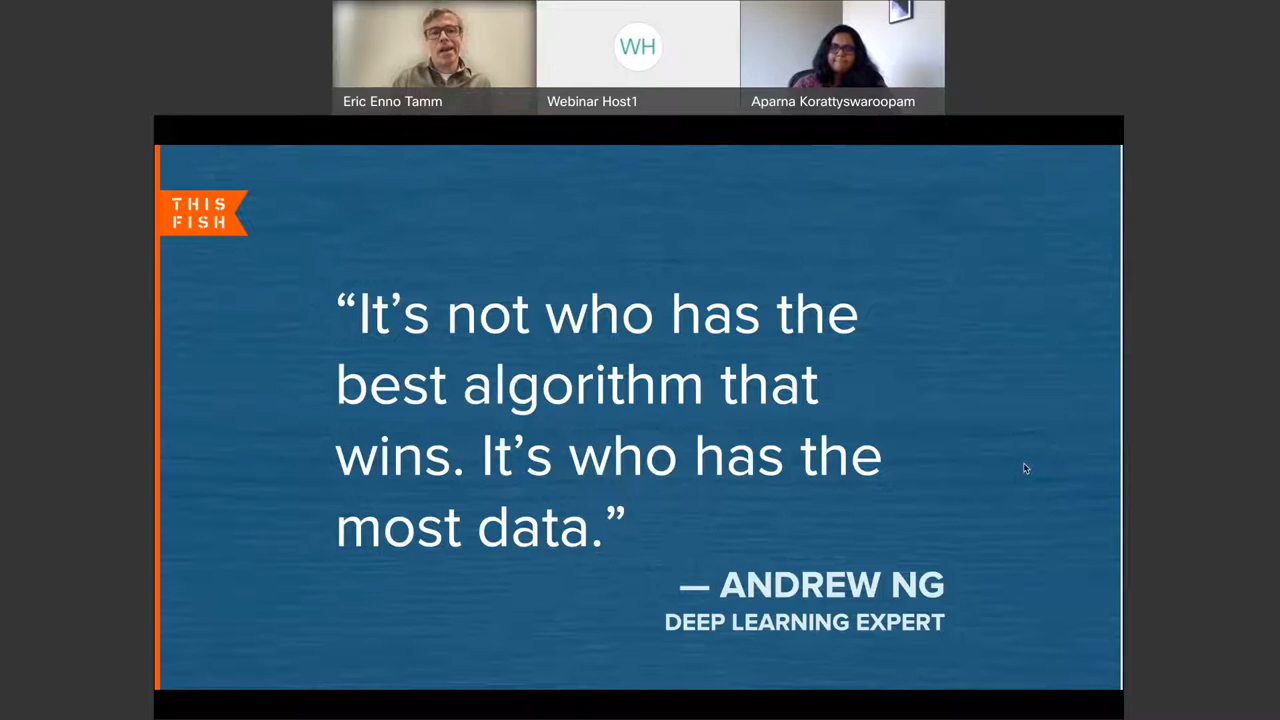 WH
Eric Enno Tamm
Webinar Host1
Aparna Korattyswaroopam
THIS
FISH
“It’s not who has the
best algorithm that
wins. It’s who has the
most data.”
— ANDREW NG
DEEP LEARNING EXPERT